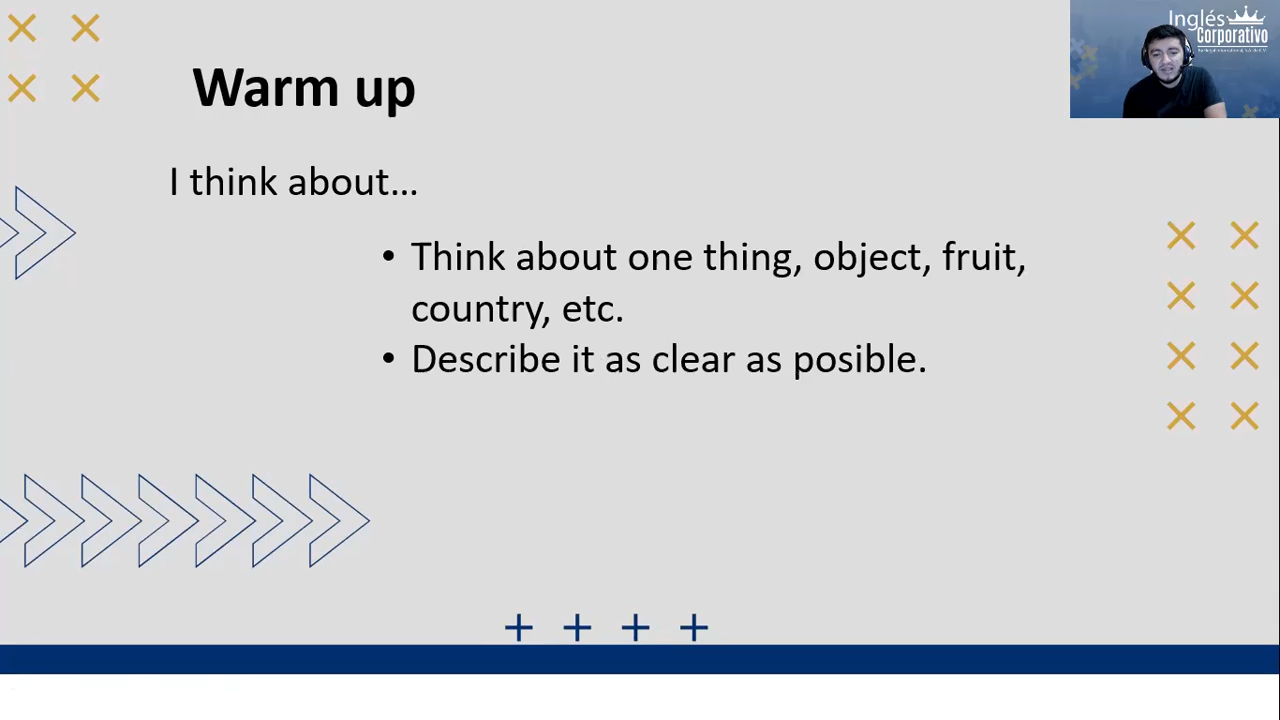 Inglés
Corporativo
Warm up
I think about...
• Think about one thing, object, fruit,
country, etc.
• Describe it as clear as posible.